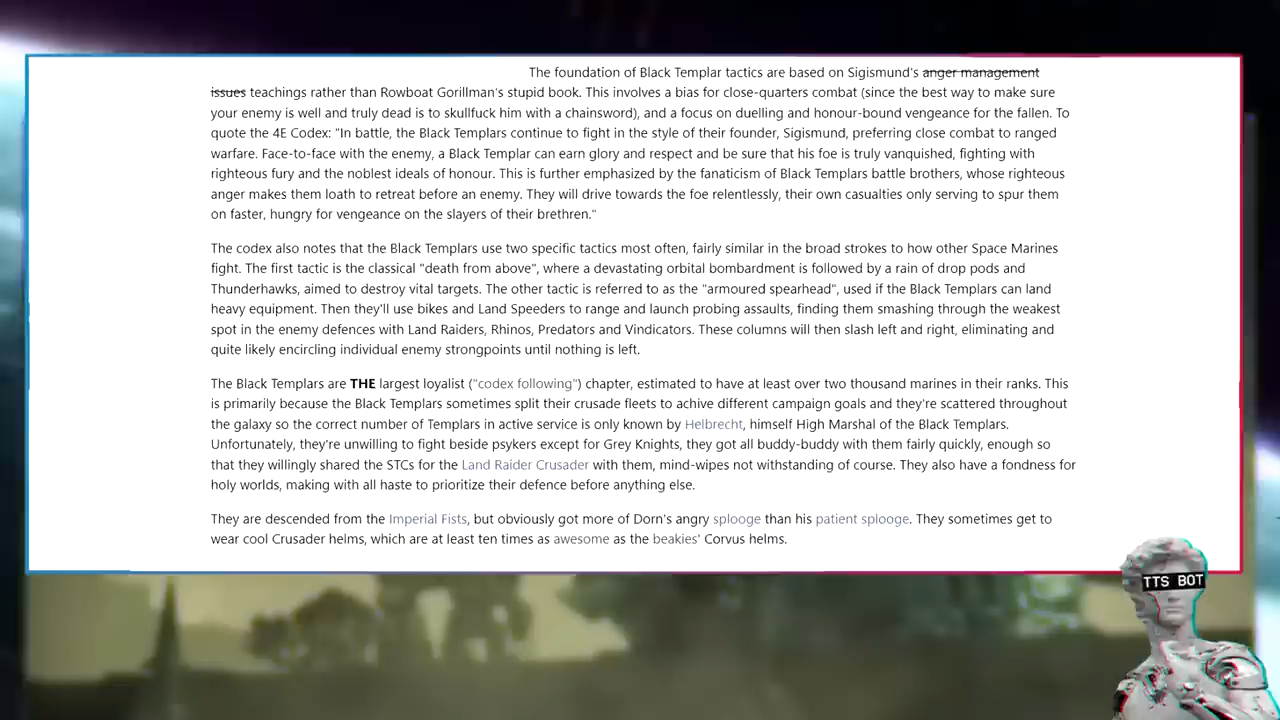 The foundation of Black Templar tactics are based on Sigismund's anger management
issues teachings rather than Rowboat Gorillman's stupid book. This involves a bias for close-quarters combat (since the best way to make sure
your enemy is well and truly dead is to skullfuck him with a chainsword), and a focus on duelling and honour-bound vengeance for the fallen. To
quote the 4E Codex: "In battle, the Black Templars continue to fight in the style of their founder, Sigismund, preferring close combat to ranged
warfare. Face-to-face with the enemy, a Black Templar can earn glory and respect and be sure that his foe is truly vanquished, fighting with
righteous fury and the noblest ideals of honour. This is further emphasized by the fanaticism of Black Templars battle brothers, whose righteous
anger makes them loath to retreat before an enemy. They will drive towards the foe relentlessly, their own casualties only serving to spur them
on faster, hungry for vengeance on the slayers of their brethren."
The codex also notes that the Black Templars use two specific tactics most often, fairly similar in the broad strokes to how other Space Marines
fight. The first tactic is the classical "death from above", where a devastating orbital bombardment is followed by a rain of drop pods and
Thunderhawks, aimed to destroy vital targets. The other tactic is referred to as the "armoured spearhead", used if the Black Templars can land
heavy equipment. Then they'll use bikes and Land Speeders to range and launch probing assaults, finding them smashing through the weakest
spot in the enemy defences with Land Raiders, Rhinos, Predators and Vindicators. These columns will then slash left and right, eliminating and
quite likely encircling individual enemy strongpoints until nothing is left.
The Black Templars are THE largest loyalist ("codex following") chapter, estimated to have at least over two thousand marines in their ranks. This
is primarily because the Black Templars sometimes split their crusade fleets to achive different campaign goals and they're scattered throughout
the galaxy so the correct number of Templars in active service is only known by Helbrecht, himself High Marshal of the Black Templars.
Unfortunately, they're unwilling to fight beside psykers except for Grey Knights, they got all buddy-buddy with them fairly quickly, enough so
that they willingly shared the STCs for the Land Raider Crusader with them, mind-wipes not withstanding of course. They also have a fondness for
holy worlds, making with all haste to prioritize their defence before anything else.
They are descended from the Imperial Fists, but obviously got more of Dorn's angry splooge than his patient splooge. They sometimes get to
wear cool Crusader helms, which are at least ten times as awesome as the beakies' Corvus helms.
TTS BOT